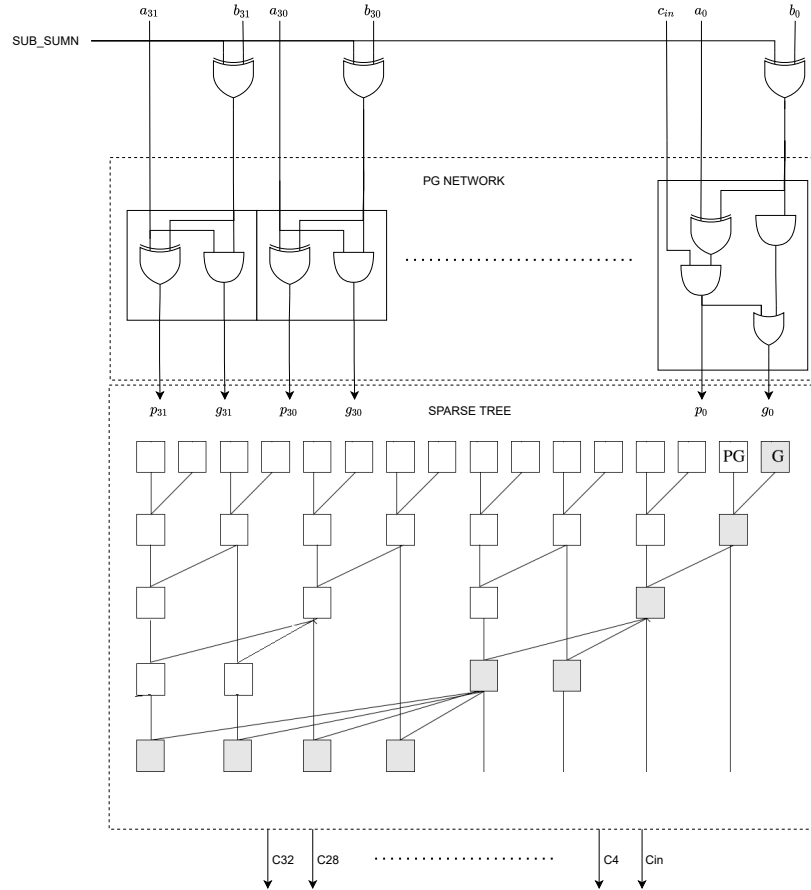 a31 b31 a30 b30 cin a0 b0
SUB_SUMN
PG NETWORK
p31 g31 p30 g30 SPARSE TREE p0 g0
PG G
C32 C28 C4 Cin